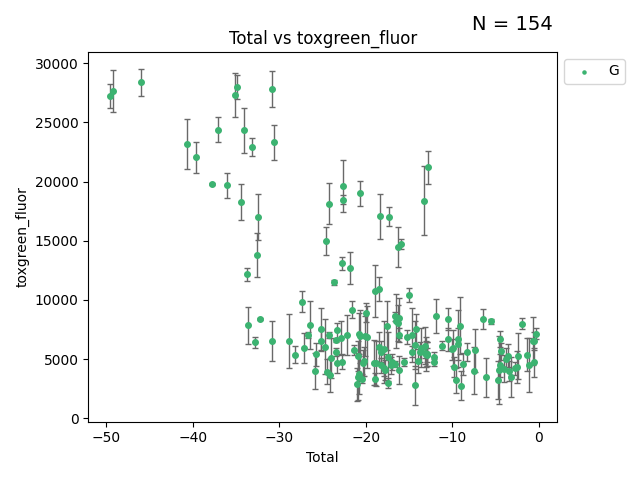 N = 154
Total vs toxgreen_fluor
G
30000
25000
20000
15000
10000
5000
0
toxgreen_fluor
−50 −40 −30 −20 −10 0
Total